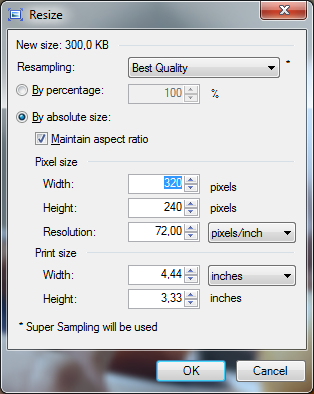 Resize
New size: 300,0 KB
Resampling: Best Quality *
By percentage: 100 %
By absolute size:
Maintain aspect ratio
Pixel size
Width: 320 pixels
Height: 240 pixels
Resolution: 72,00 pixels/inch
Print size
Width: 4,44 inches
Height: 3,33 inches
* Super Sampling will be used
OK Cancel